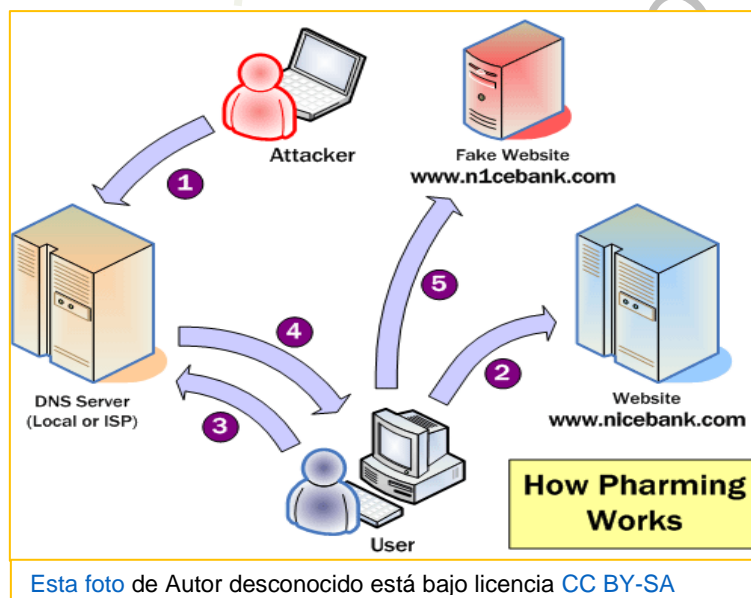 Attacker
Fake Website
www.n1cebank.com
1
5
4
2
DNS Server
(Local or ISP)
3
Website
www.nicebank.com
User
How Pharming
Works
Esta foto de Autor desconocido está bajo licencia CC BY-SA